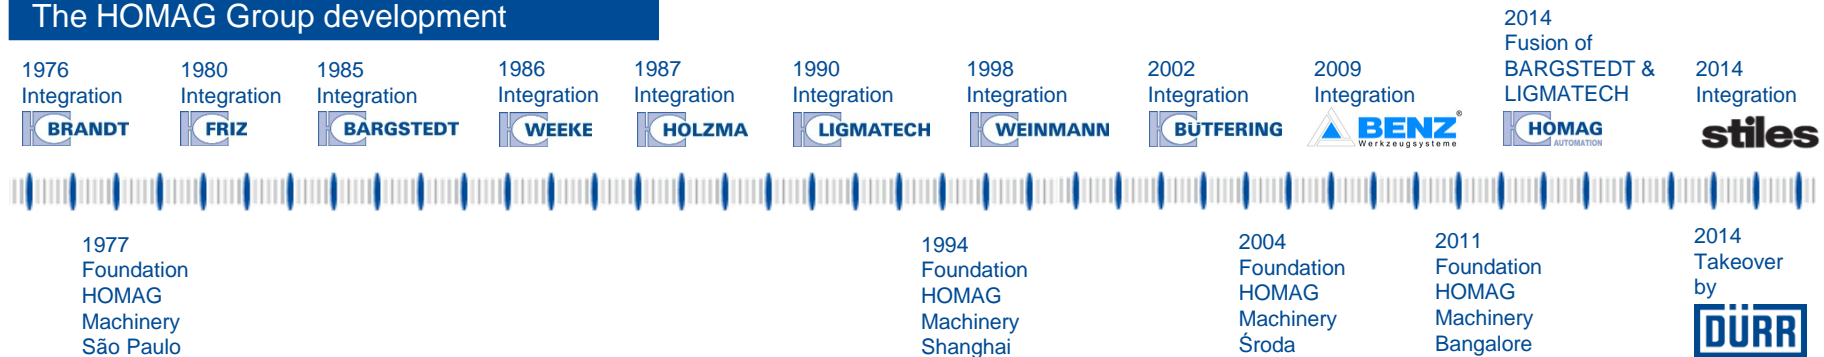 The HOMAG Group development
1976
Integration
BRANDT
1980
Integration
FRIZ
1985
Integration
BARGSTEDT
1986
Integration
WEEKE
1987
Integration
HOLZMA
1990
Integration
LIGMATECH
1998
Integration
WEINMANN
2002
Integration
BÜTFERING
2009
Integration
BENZ®
Werkzeugsysteme
2014
Fusion of
BARGSTEDT &
LIGMATECH
HOMAG
AUTOMATION
2014
Integration
stiles
1977
Foundation
HOMAG
Machinery
São Paulo
1994
Foundation
HOMAG
Machinery
Shanghai
2004
Foundation
HOMAG
Machinery
Środa
2011
Foundation
HOMAG
Machinery
Bangalore
2014
Takeover
by
DÜRR